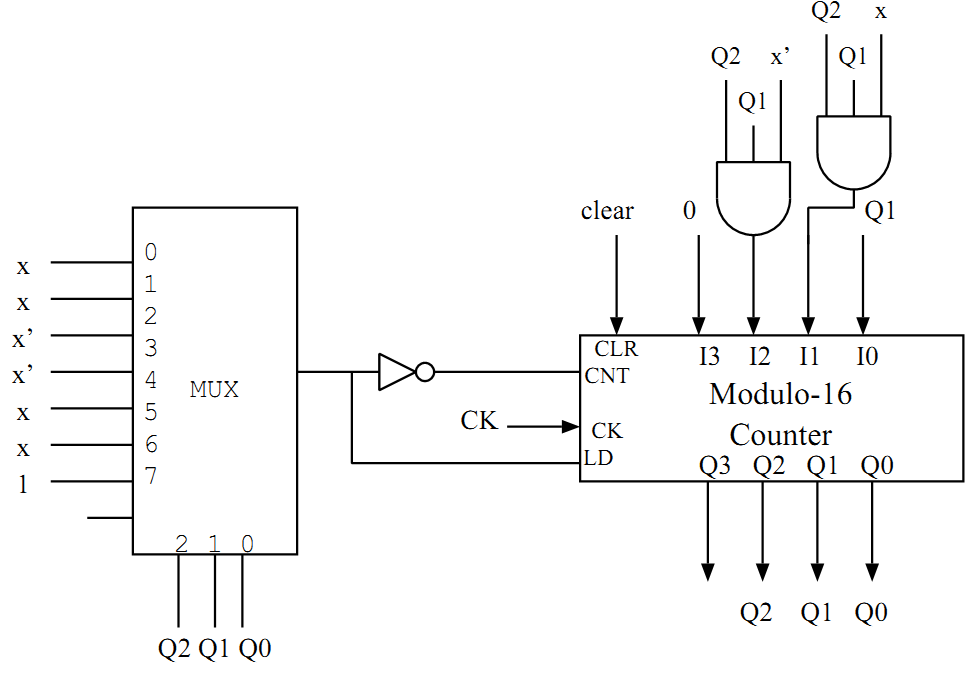 Q2 x
Q2 x’ Q1
Q1
clear 0 Q1
x 0
x 1
x’ 2
x’ 3
x 4
x 5
1 6
7
MUX
2 1 0
Q2 Q1 Q0
CLR I3 I2 I1 I0
CNT
Modulo-16
CK CK Counter
LD
Q3 Q2 Q1 Q0
Q2 Q1 Q0